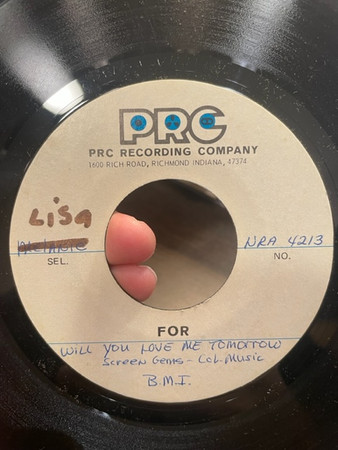 PRC
PRC RECORDING COMPANY
1600 RICH ROAD, RICHMOND INDIANA, 47374
Lisa
NRA 4213
SEL.
NO.
FOR
WILL YOU LOVE ME TOMORROW
SCREEN GEMS - Col. MUSIC
B.M.I.